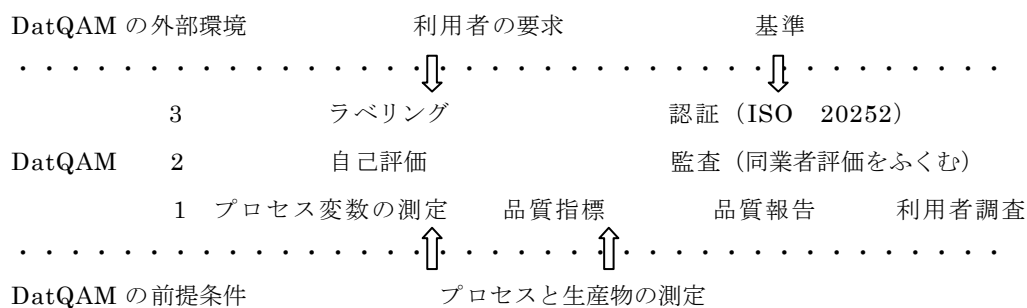 DatQAM の外部環境 利用者の要求 基準
3 ラベリング 認証（ISO 20252）
DatQAM 2 自己評価 監査（同業者評価をふくむ）
1 プロセス変数の測定 品質指標 品質報告 利用者調査
DatQAM の前提条件 プロセスと生産物の測定